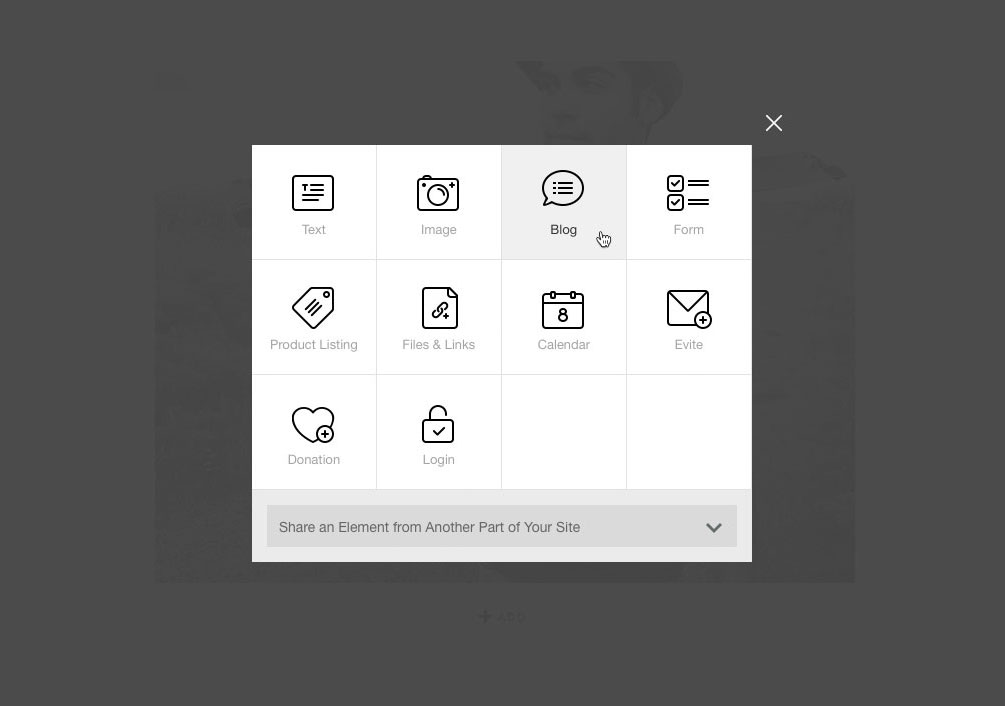 Text
Image
Blog
Form
Product Listing
Files & Links
8
Calendar
Evite
Donation
Login
Share an Element from Another Part of Your Site
ADD